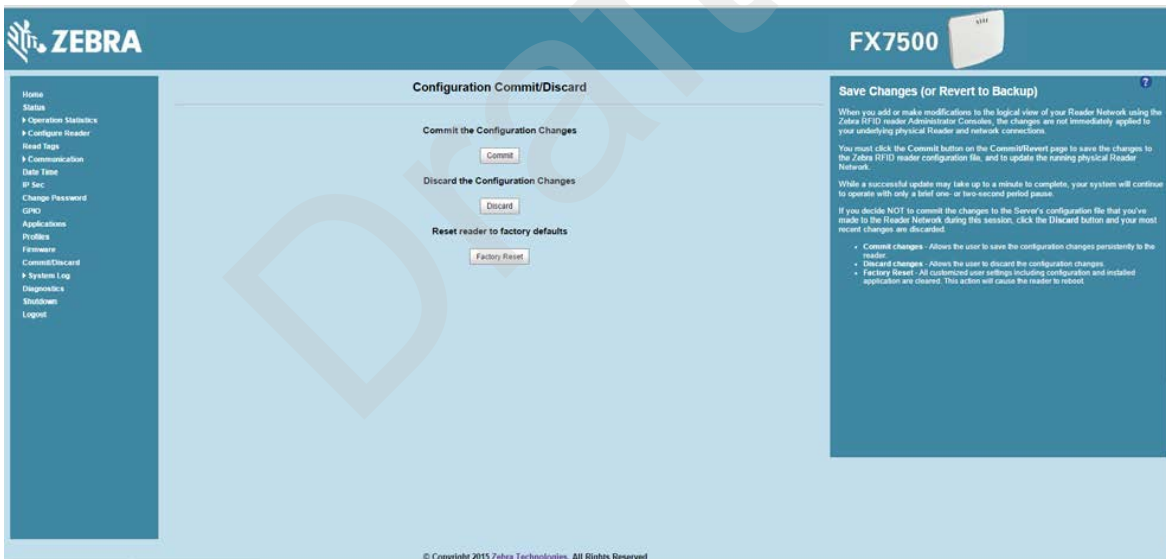 ZEBRA
FX7500
Home
Status
Operation Statistics
Configure Reader
Read Tags
Communication
Date Time
IP Sec
Change Password
GPIO
Applications
Profiles
Firmware
Commit/Discard
System Log
Diagnostics
Shutdown
Logout
Configuration Commit/Discard
Commit the Configuration Changes
Commit
Discard the Configuration Changes
Discard
Reset reader to factory defaults
Factory Reset
?
Save Changes (or Revert to Backup)
When you add or make modifications to the logical view of your Reader Network using the
Zebra RFID reader Administrator Consoles, the changes are not immediately applied to
your underlying physical Reader and network connections.
You must click the Commit button on the Commit/Revert page to save the changes to
the Zebra RFID reader configuration file, and to update the running physical Reader
Network.
While a successful update may take up to a minute to complete, your system will continue
to operate with only a brief one- or two-second period pause.
If you decide NOT to commit the changes to the Server's configuration file that you've
made to the Reader Network during this session, click the Discard button and your most
recent changes are discarded.
Commit changes - Allows the user to save the configuration changes persistently to the
reader.
Discard changes - Allows the user to discard the configuration changes.
Factory Reset - All customized user settings including configuration and installed
application are cleared. This action will cause the reader to reboot.
© Copyright 2015 Zebra Technologies. All Rights Reserved
Draft